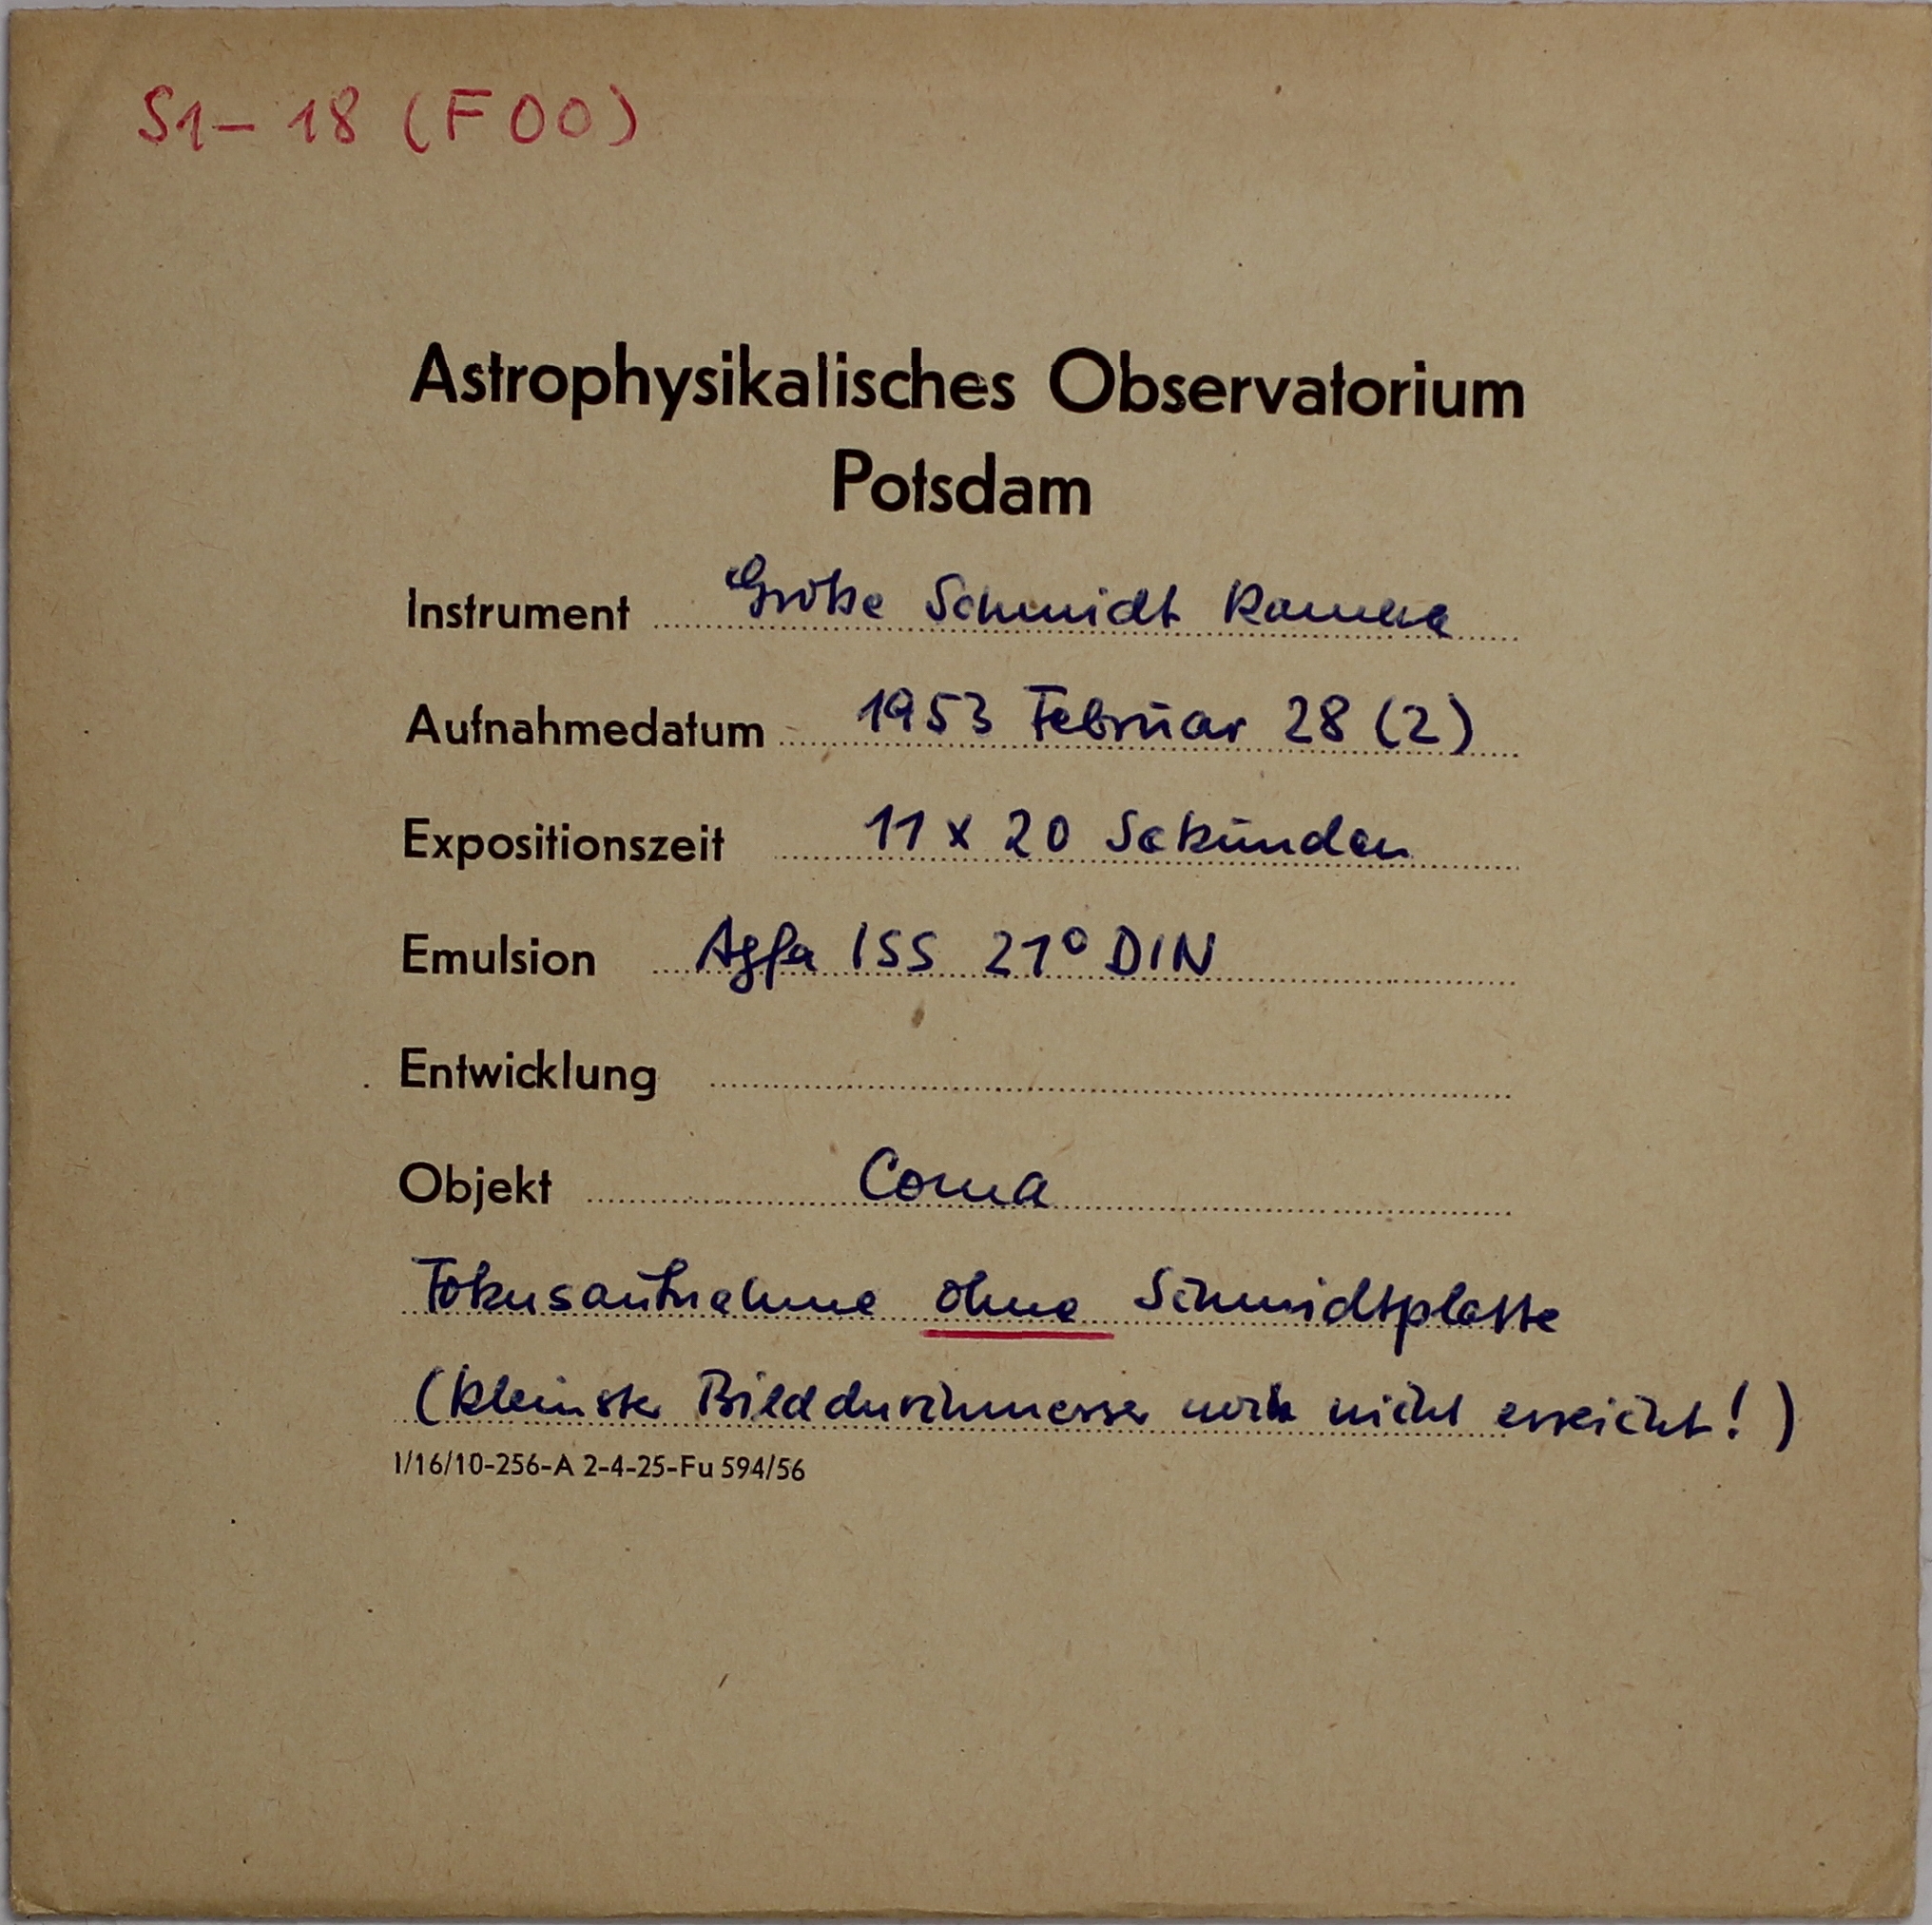 S1- 18 (F00)
Astrophysikalisches Observatorium
Potsdam
Instrument Große Schmidt Kamera
Aufnahmedatum 1953 Februar 28 (2)
Expositionszeit 11 x 20 Sekunden
Emulsion Agfa ISS 21° DIN
Entwicklung
Objekt Coma
Fokusaufnahme ohne Schmidtplatte
(kleinster Bilddurchmesser nicht erreicht!)
1/16/10-256-A 2-4-25-Fu 594/56